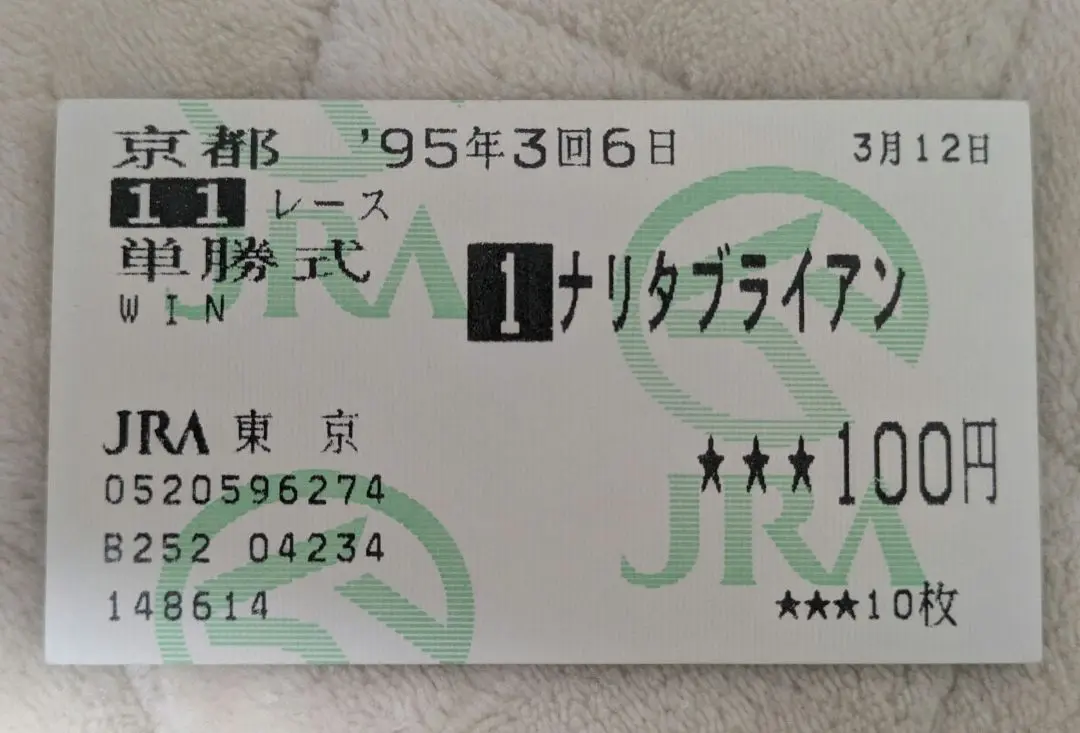 京都 '95年3回6日 3月12日
11 レース
単勝式
WIN
1 ナリタブライアン
JRA 東京
★★★100円
0520596274
B252 04234
148614
★★★10枚
JRA
JRA